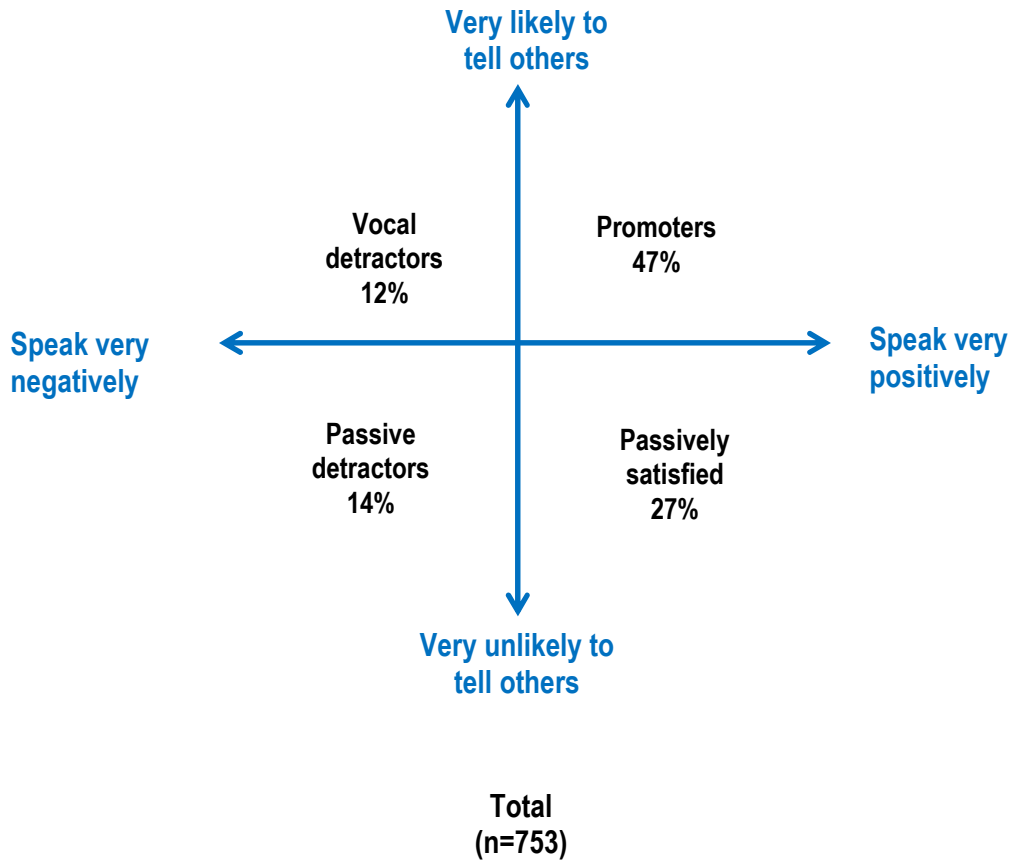 Very likely to
tell others
Vocal
detractors
12%
Promoters
47%
Speak very
negatively
Speak very
positively
Passive
detractors
14%
Passively
satisfied
27%
Very unlikely to
tell others
Total
(n=753)